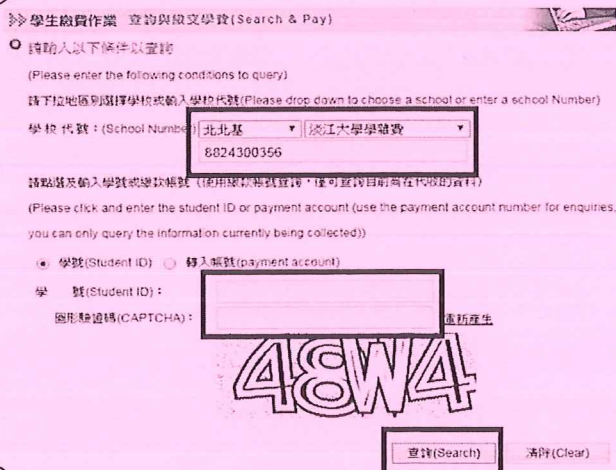 學生繳費作業 查詢與繳交學費(Search & Pay)
請輸入以下條件以查詢
(Please enter the following conditions to query)
請下拉地區別選擇學校或輸入學校代號(Please drop down to choose a school or enter a school Number)
學校代號：(School Number) 北北基 淡江大學學雜費
8824300356
請點選及輸入學號或繳款帳號 (使用繳款帳號查詢，僅可查詢目前尚在代收的資料)
(Please click and enter the student ID or payment account (use the payment account number for enquiries,
you can only query the information currently being collected))
學號(Student ID) 轉入帳號(payment account)
學 號(Student ID)：
圖形驗證碼(CAPTCHA)： 重新產生
48W4
查詢(Search) 清除(Clear)